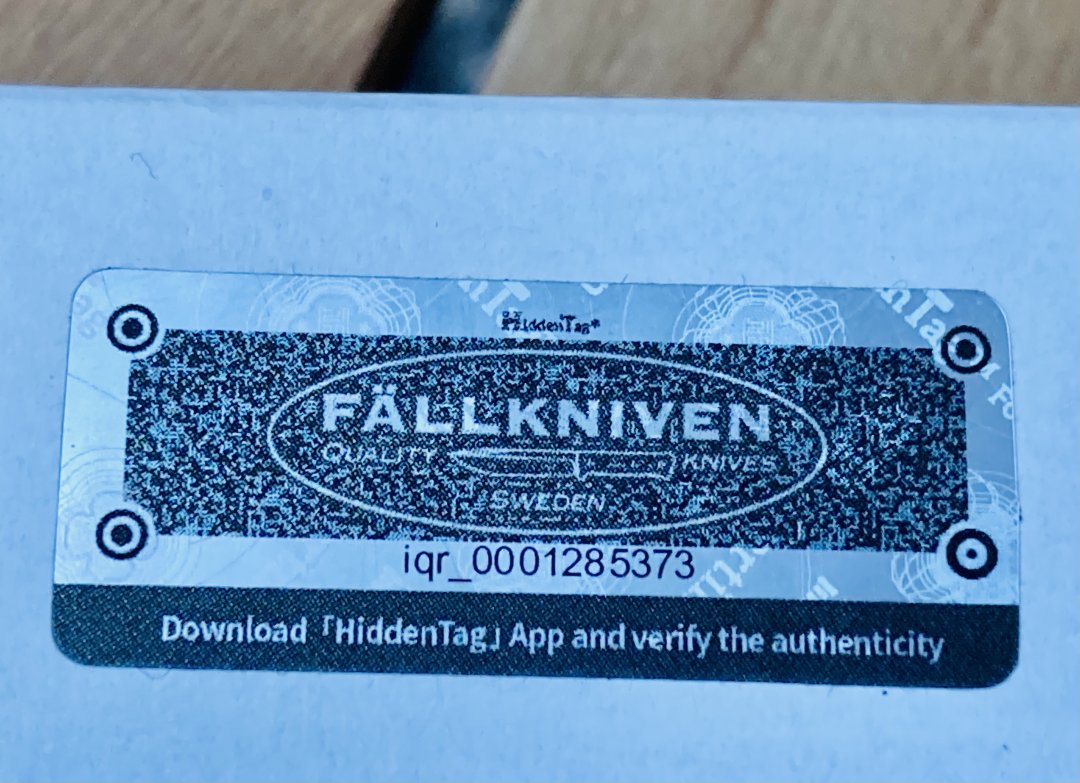 HiddenTag®
FÄLLKNIVEN
QUALITY KNIVES
SWEDEN
iqr_0001285373
Download「HiddenTag」App and verify the authenticity